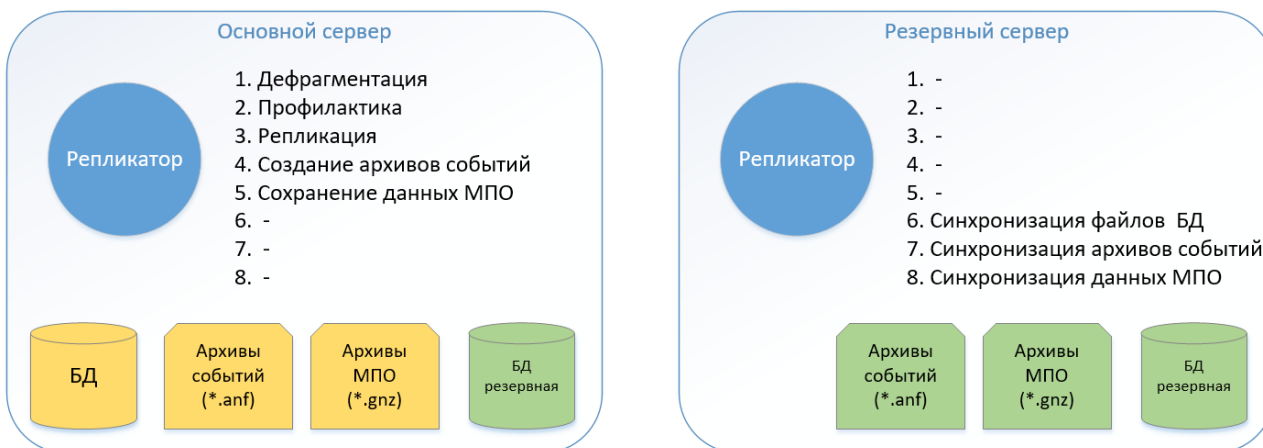 Основной сервер
Репликатор
1. Дефрагментация
2. Профилактика
3. Репликация
4. Создание архивов событий
5. Сохранение данных МПО
6. -
7. -
8. -
БД
Архивы
событий
(*.anf)
Архивы
МПО
(*.gnz)
БД
резервная
Резервный сервер
Репликатор
1. -
2. -
3. -
4. -
5. -
6. Синхронизация файлов БД
7. Синхронизация архивов событий
8. Синхронизация данных МПО
Архивы
событий
(*.anf)
Архивы
МПО
(*.gnz)
БД
резервная